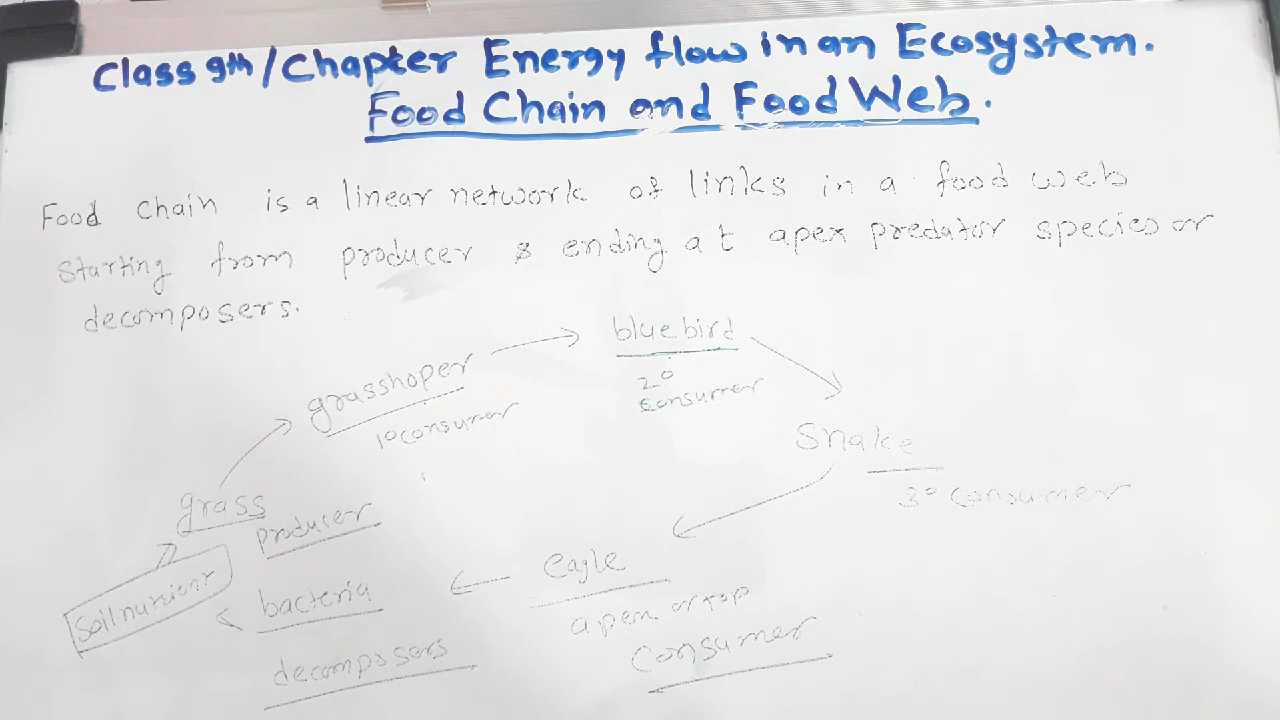 Class 9th/Chapter Energy flow in an Ecosystem.
Food Chain and Food Web.
Food Chain is a linear network of links in a food web
Starting from producer & ending at apex predator species or
decomposers.
bluebird
2° consumer
grasshoper
1° consumer
Snake
3° consumer
grass
producer
eagle
apex or top
consumer
Soil nutrient
bacteria
decomposers